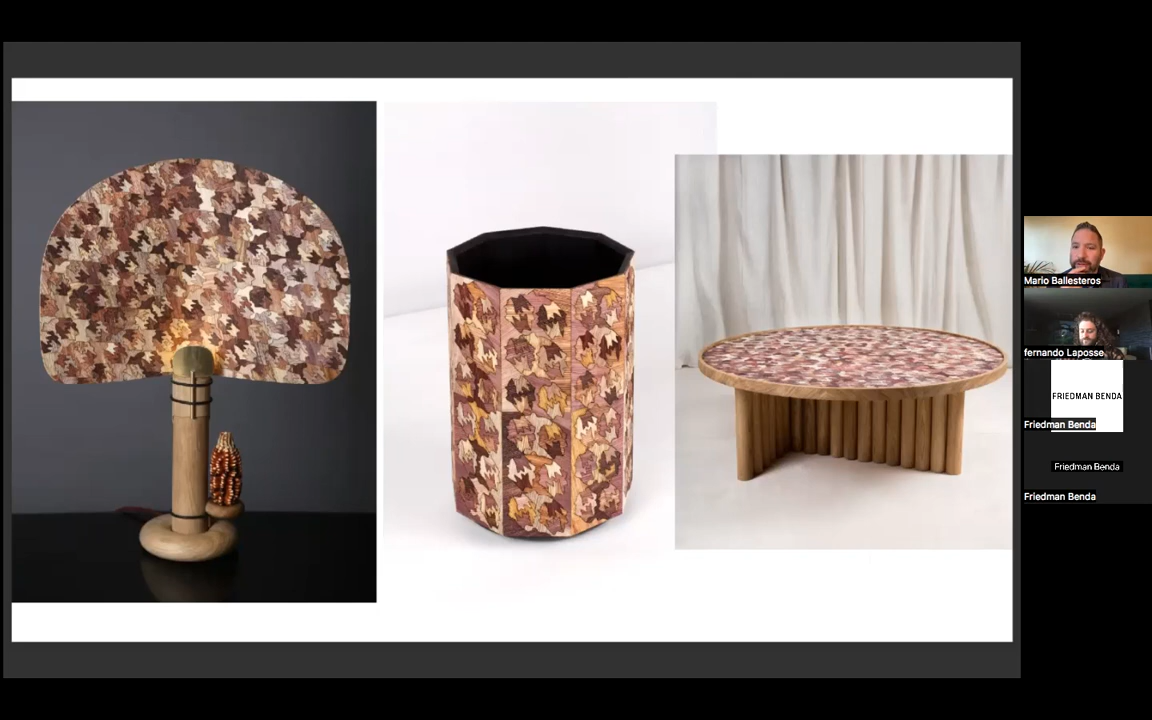 Mario Ballesteros
fernando Laposse
FRIEDMAN BENDA
Friedman Benda
Friedman Benda
Friedman Benda